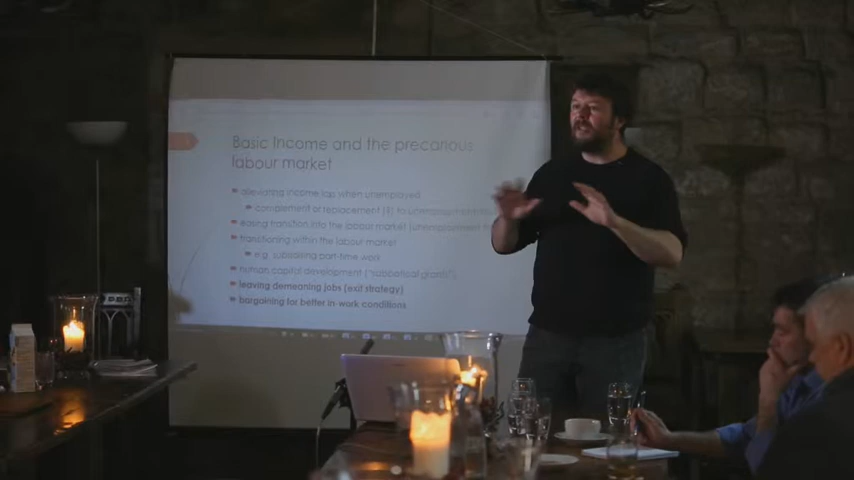 Basic Income and the precarious
labour market
alleviating income loss when unemployed
complement or replacement (?) to unemployment
easing transition into the labour market (unemployment
transitioning within the labour market
e.g. subsidising part-time work
human capital development ("sabbatical grants")
leaving demeaning jobs (exit strategy)
bargaining for better in-work conditions